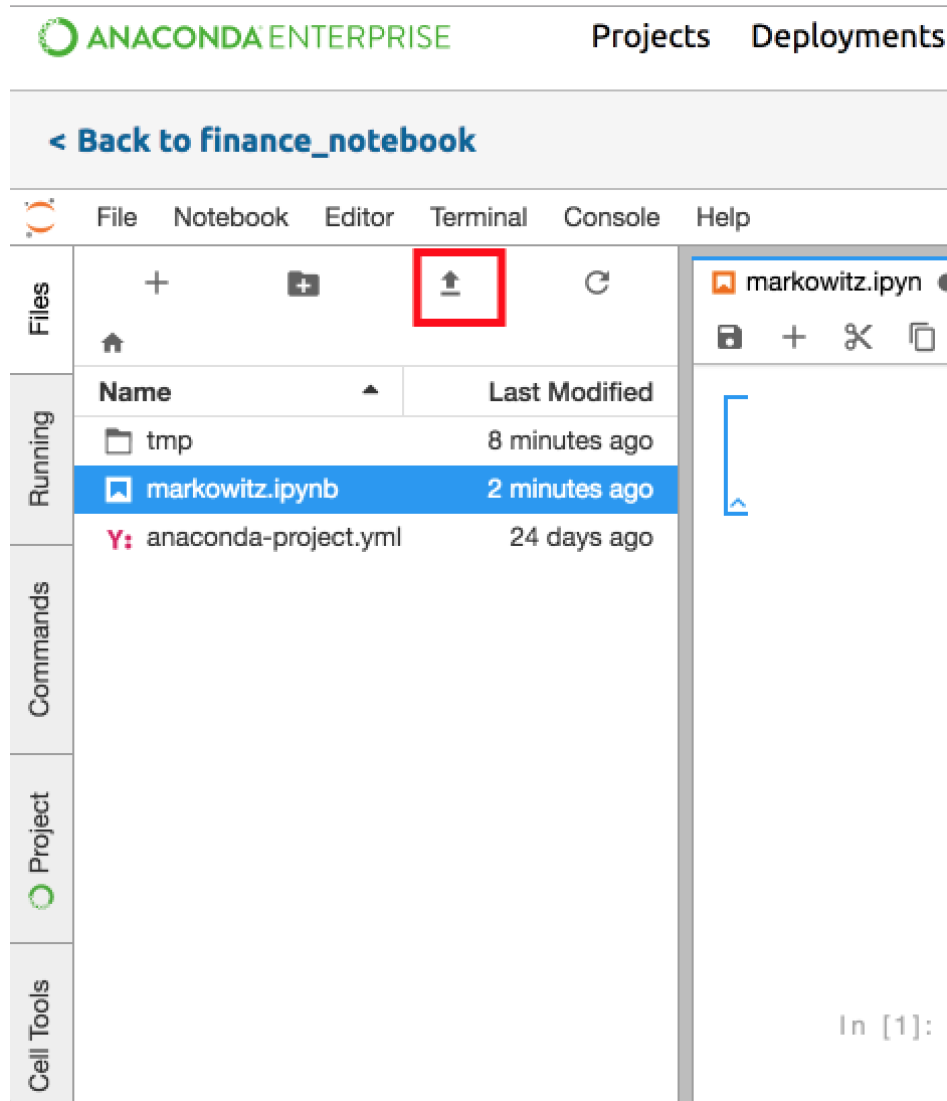 ANACONDA ENTERPRISE Projects Deployments
< Back to finance_notebook
File Notebook Editor Terminal Console Help
Files
Running
Commands
Project
Cell Tools
Name Last Modified
tmp 8 minutes ago
markowitz.ipynb 2 minutes ago
Y: anaconda-project.yml 24 days ago
markowitz.ipyn
In [1]: